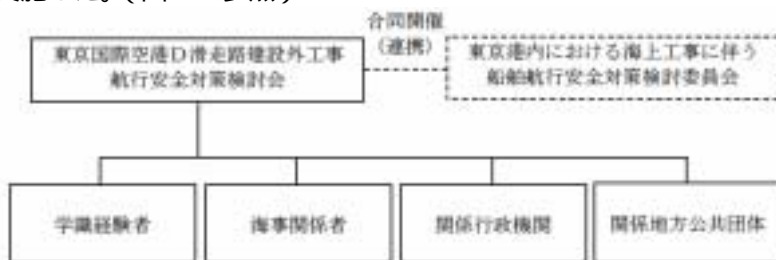 合同開催
(連携)
東京国際空港D滑走路建設外工事
航行安全対策検討会
東京港内における海上工事に伴う
船舶航行安全対策検討委員会
学識経験者
海事関係者
関係行政機関
関係地方公共団体